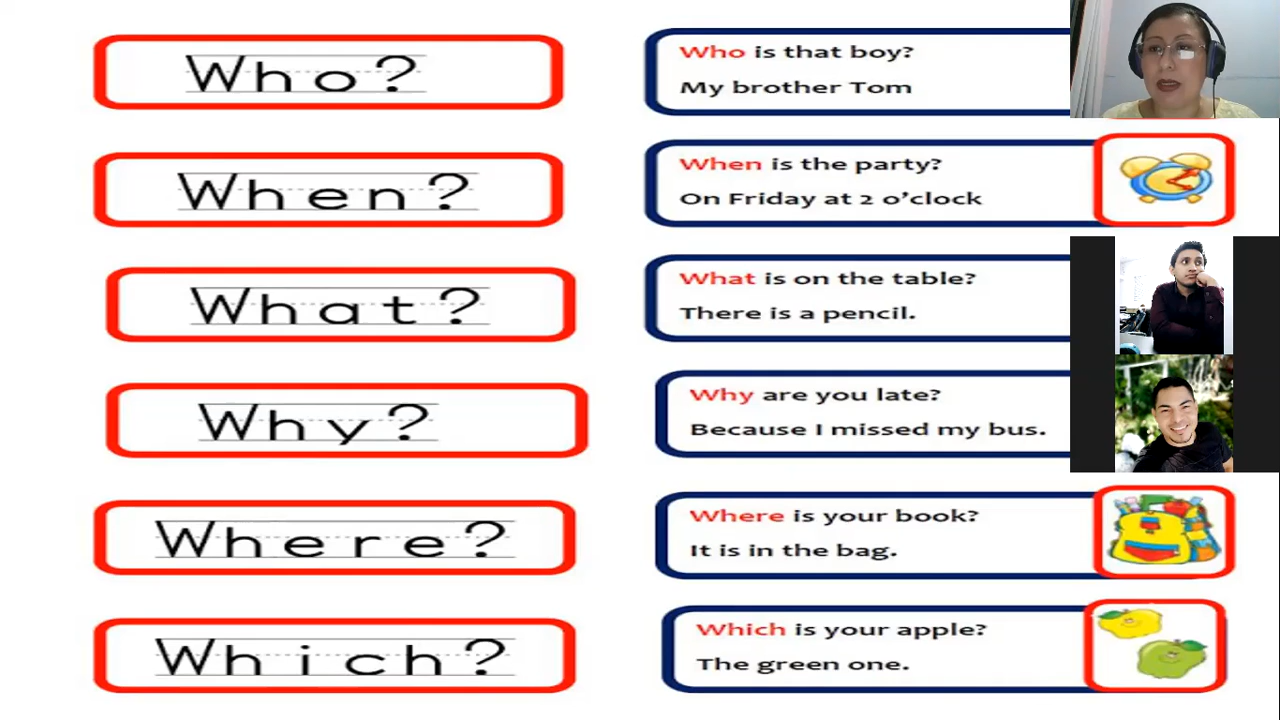 Who?
Who is that boy?
My brother Tom
When?
When is the party?
On Friday at 2 o’clock
What?
What is on the table?
There is a pencil.
Why?
Why are you late?
Because I missed my bus.
Where?
Where is your book?
It is in the bag.
Which?
Which is your apple?
The green one.